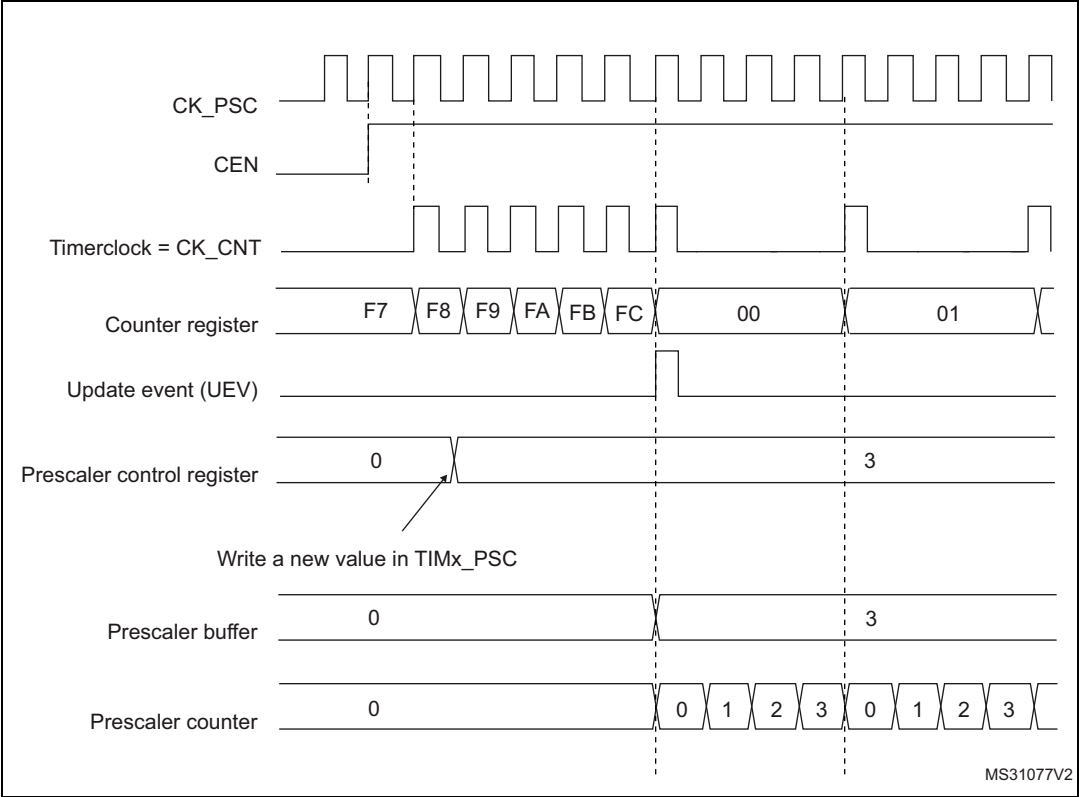 CK_PSC
CEN
Timerclock = CK_CNT
Counter register
F7 F8 F9 FA FB FC 00 01
Update event (UEV)
Prescaler control register
0 3
Write a new value in TIMx_PSC
Prescaler buffer
0 3
Prescaler counter
0 0 1 2 3 0 1 2 3
MS31077V2